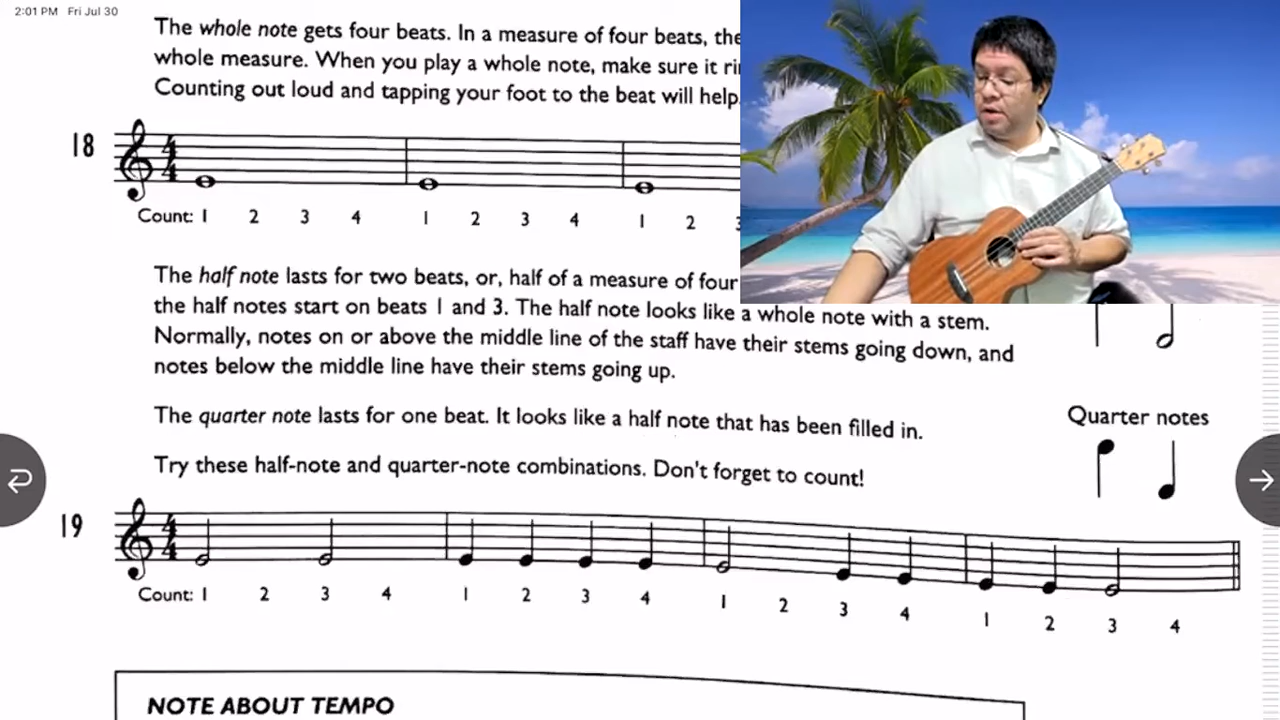 2:01 PM Fri Jul 30
The whole note gets four beats. In a measure of four beats, the
whole measure. When you play a whole note, make sure it
Counting out loud and tapping your foot to the beat will help
18
4
4
Count: 1 2 3 4 1 2 3 4 1 2
The half note lasts for two beats, or, half of a measure of four
the half notes start on beats 1 and 3. The half note looks like a whole note with a stem.
Normally, notes on or above the middle line of the staff have their stems going down, and
notes below the middle line have their stems going up.
The quarter note lasts for one beat. It looks like a half note that has been filled in.
Quarter notes
Try these half-note and quarter-note combinations. Don't forget to count!
19
4
4
Count: 1 2 3 4 1 2 3 4 1 2 3 4 1 2 3 4
NOTE ABOUT TEMPO